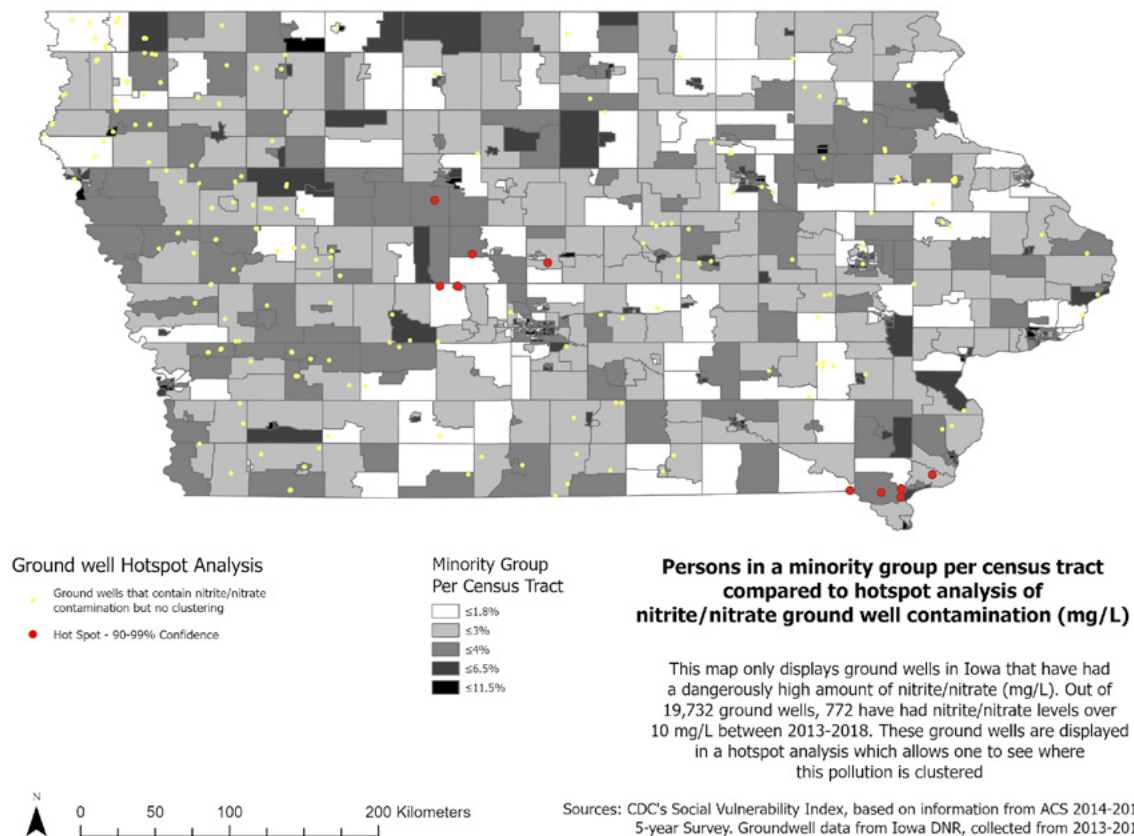 Ground well Hotspot Analysis
Ground wells that contain nitrite/nitrate
contamination but no clustering
Hot Spot - 90-99% Confidence
Minority Group
Per Census Tract
≤1.8%
≤3%
≤4%
≤6.5%
≤11.5%
Persons in a minority group per census tract
compared to hotspot analysis of
nitrite/nitrate ground well contamination (mg/L)
This map only displays ground wells in Iowa that have had
a dangerously high amount of nitrite/nitrate (mg/L). Out of
19,732 ground wells, 772 have had nitrite/nitrate levels over
10 mg/L between 2013-2018. These ground wells are displayed
in a hotspot analysis which allows one to see where
this pollution is clustered
N
0 50 100 200 Kilometers
Sources: CDC's Social Vulnerability Index, based on information from ACS 2014-201
5-year Survey. Groundwell data from Iowa DNR, collected from 2013-201